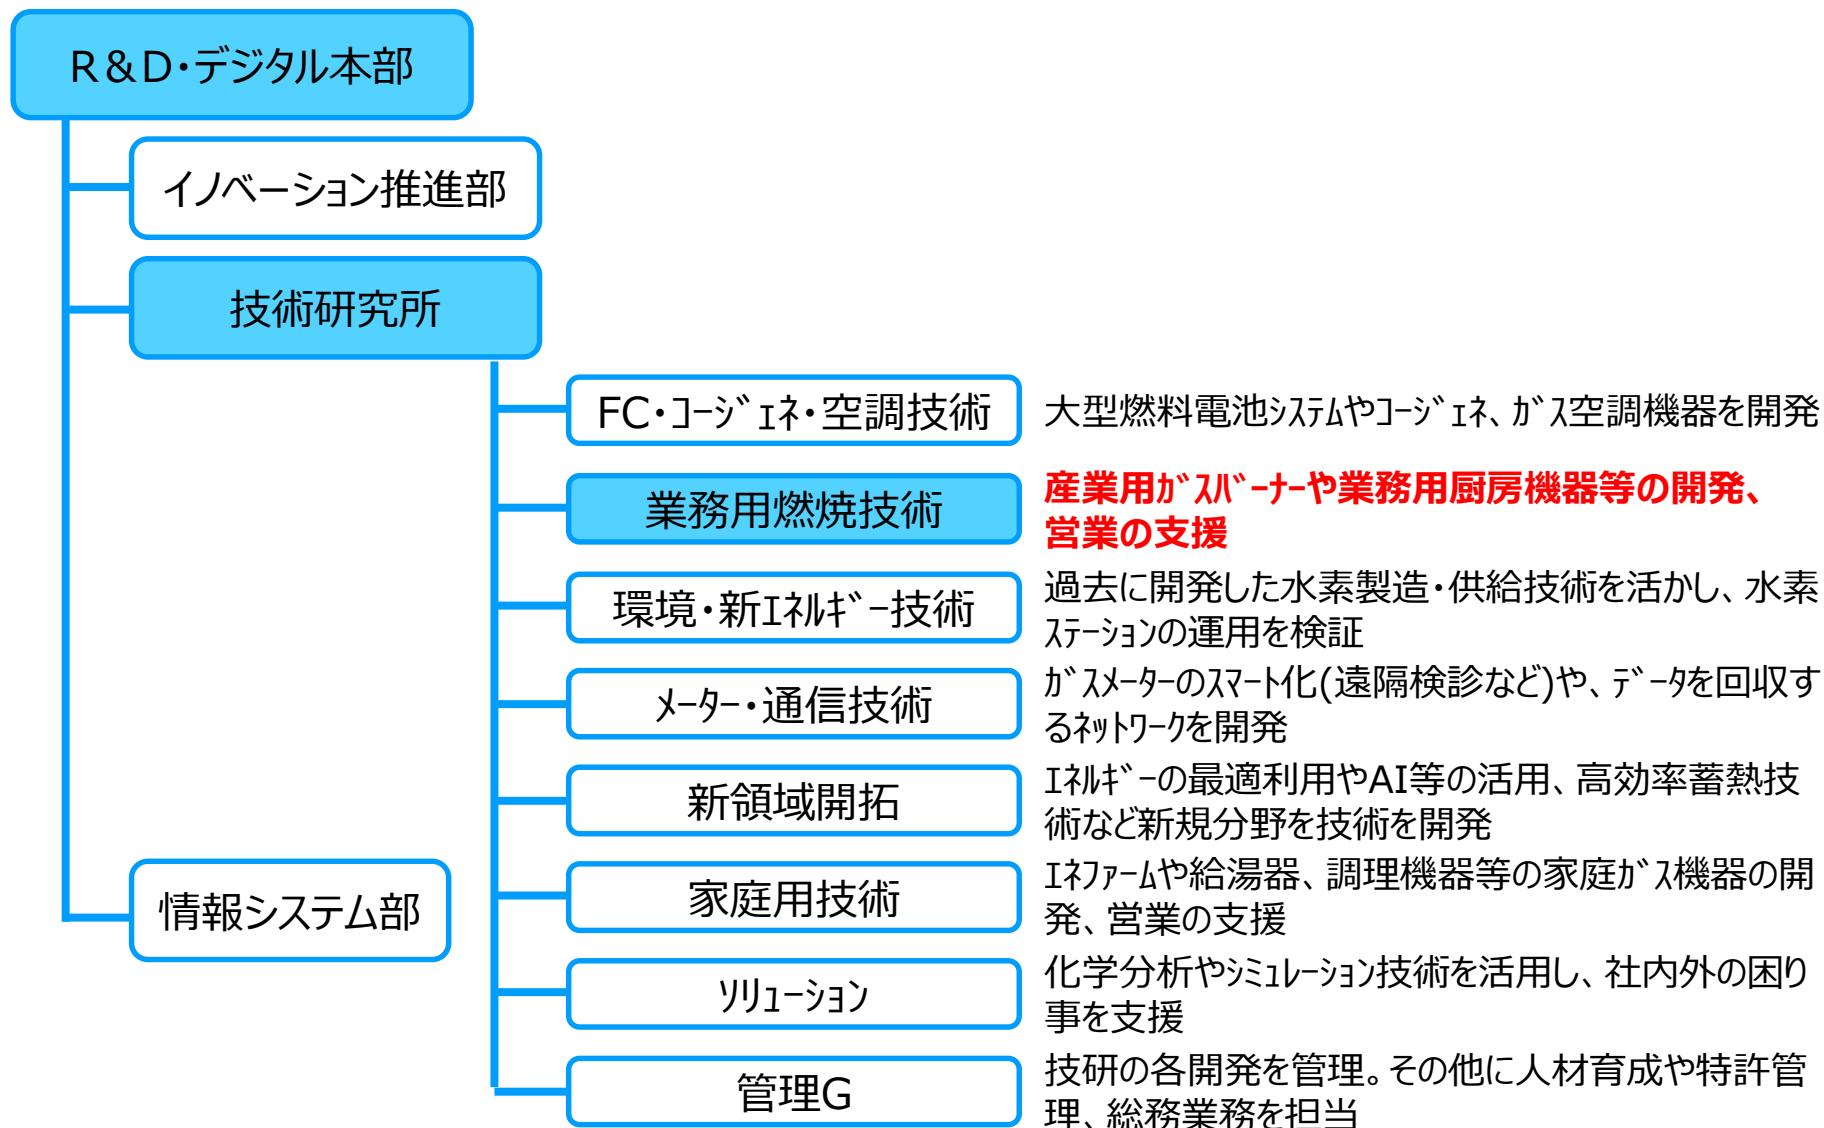 R&D・デジタル本部
イノベーション推進部
技術研究所
FC・ｺｰｼﾞｪﾈ・空調技術
大型燃料電池ｼｽﾃﾑやｺｰｼﾞｪﾈ、ｶﾞｽ空調機器を開発
業務用燃焼技術
産業用ｶﾞｽﾊﾞｰﾅｰや業務用厨房機器等の開発、
営業の支援
環境・新ｴﾈﾙｷﾞｰ技術
過去に開発した水素製造・供給技術を活かし、水素
ｽﾃｰｼｮﾝの運用を検証
ﾒｰﾀｰ・通信技術
ｶﾞｽﾒｰﾀｰのｽﾏｰﾄ化(遠隔検診など)や、ﾃﾞｰﾀを回収す
るﾈｯﾄﾜｰｸを開発
新領域開拓
ｴﾈﾙｷﾞｰの最適利用やAI等の活用、高効率蓄熱技
術など新規分野を技術を開発
情報システム部
家庭用技術
ｴﾈﾌｧｰﾑや給湯器、調理機器等の家庭ｶﾞｽ機器の開
発、営業の支援
ｿﾘｭｰｼｮﾝ
化学分析やｼﾐｭﾚｰｼｮﾝ技術を活用し、社内外の困り
事を支援
管理G
技研の各開発を管理。その他に人材育成や特許管
理、総務業務を担当